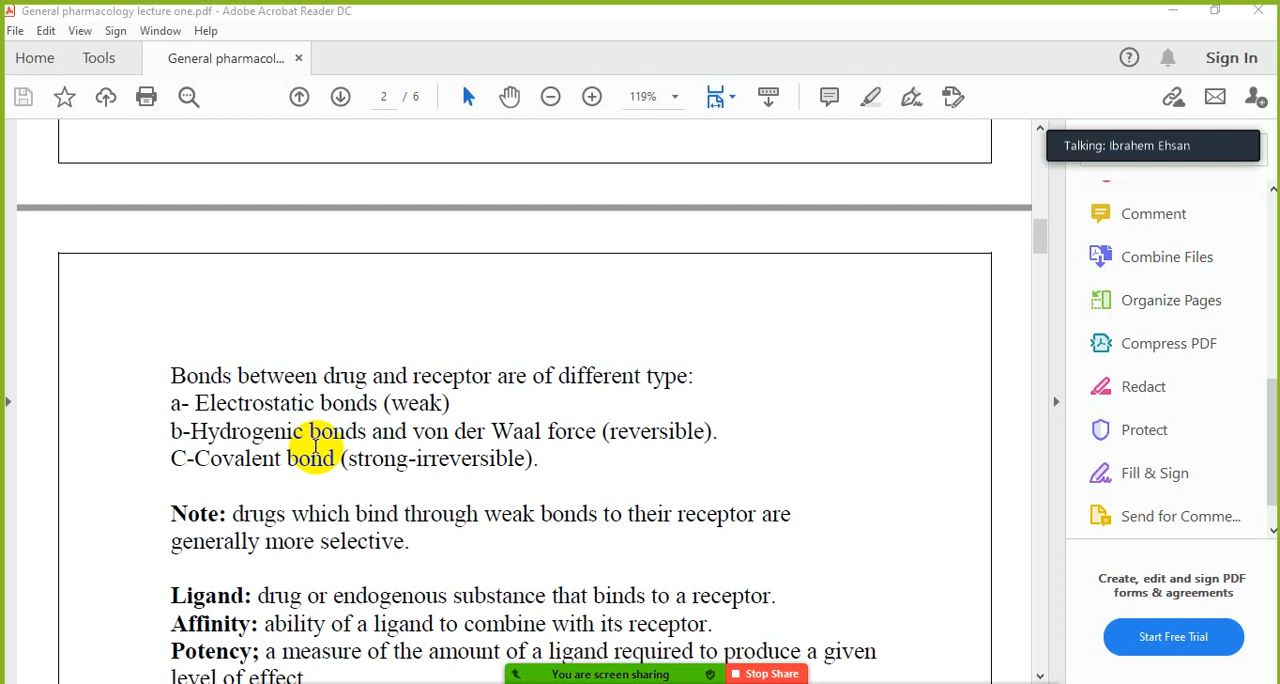 General pharmacology lecture one.pdf - Adobe Acrobat Reader DC
File Edit View Sign Window Help
Home Tools General pharmacol... × Sign In
2 / 6 119%
Talking: Ibrahem Ehsan
Comment
Combine Files
Organize Pages
Compress PDF
Redact
Protect
Fill & Sign
Send for Comme...
Create, edit and sign PDF
forms & agreements
Start Free Trial
Bonds between drug and receptor are of different type:
a- Electrostatic bonds (weak)
b-Hydrogenic bonds and von der Waal force (reversible).
C-Covalent bond (strong-irreversible).
Note: drugs which bind through weak bonds to their receptor are
generally more selective.
Ligand: drug or endogenous substance that binds to a receptor.
Affinity: ability of a ligand to combine with its receptor.
Potency; a measure of the amount of a ligand required to produce a given
level of effect
You are screen sharing Stop Share